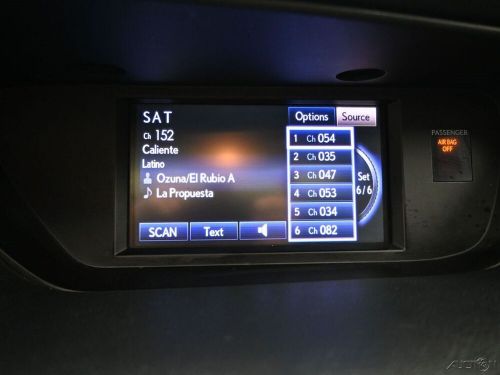 SAT
Options
Source
Ch 152
Caliente
Latino
Ozuna/El Rubio A
La Propuesta
1 Ch 054
2 Ch 035
3 Ch 047
4 Ch 053
5 Ch 034
6 Ch 082
Set
6/6
SCAN
Text
PASSENGER
AIR BAG
OFF